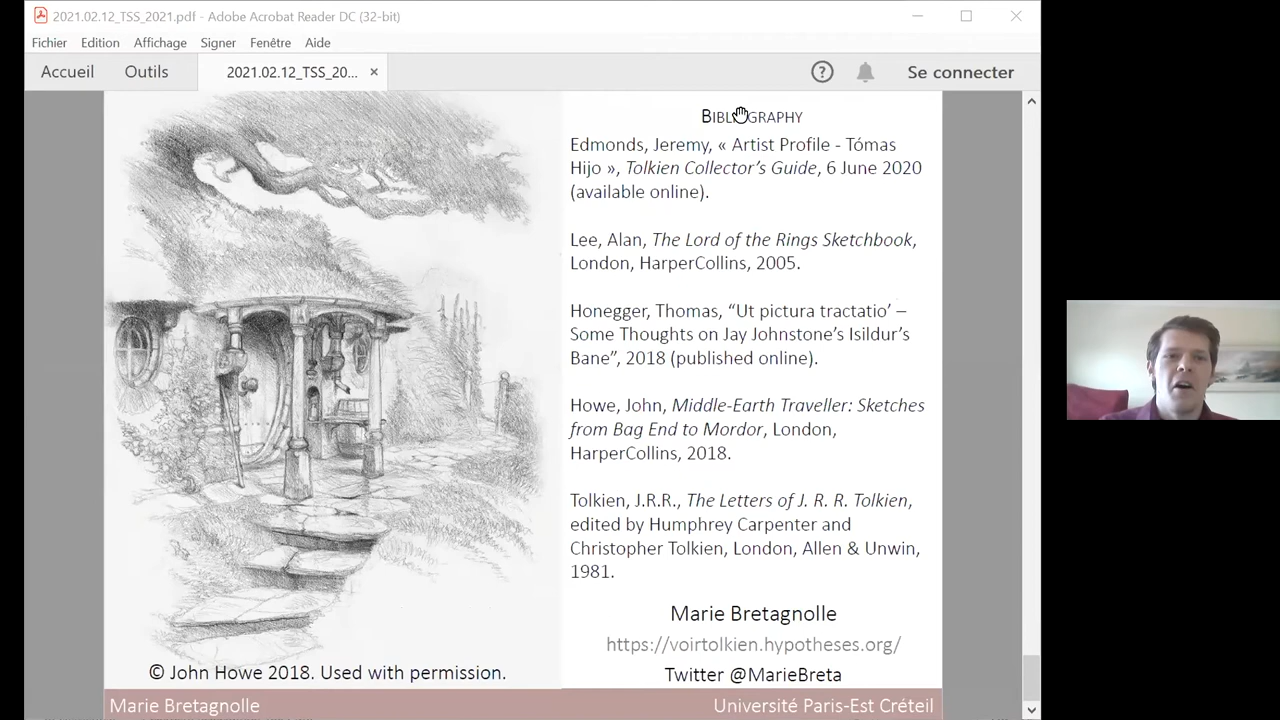 2021.02.12_TSS_2021.pdf - Adobe Acrobat Reader DC (32-bit)
Fichier Edition Affichage Signer Fenêtre Aide
Accueil Outils 2021.02.12_TSS_20... × ? Se connecter
BIBLIOGRAPHY
Edmonds, Jeremy, « Artist Profile - Tómas
Hijo », Tolkien Collector's Guide, 6 June 2020
(available online).
Lee, Alan, The Lord of the Rings Sketchbook,
London, HarperCollins, 2005.
Honegger, Thomas, “Ut pictura tractatio’ –
Some Thoughts on Jay Johnstone’s Isildur’s
Bane”, 2018 (published online).
Howe, John, Middle-Earth Traveller: Sketches
from Bag End to Mordor, London,
HarperCollins, 2018.
Tolkien, J.R.R., The Letters of J. R. R. Tolkien,
edited by Humphrey Carpenter and
Christopher Tolkien, London, Allen & Unwin,
1981.
Marie Bretagnolle
https://voirtolkien.hypotheses.org/
Twitter @MarieBreta
© John Howe 2018. Used with permission.
Marie Bretagnolle Université Paris-Est Créteil